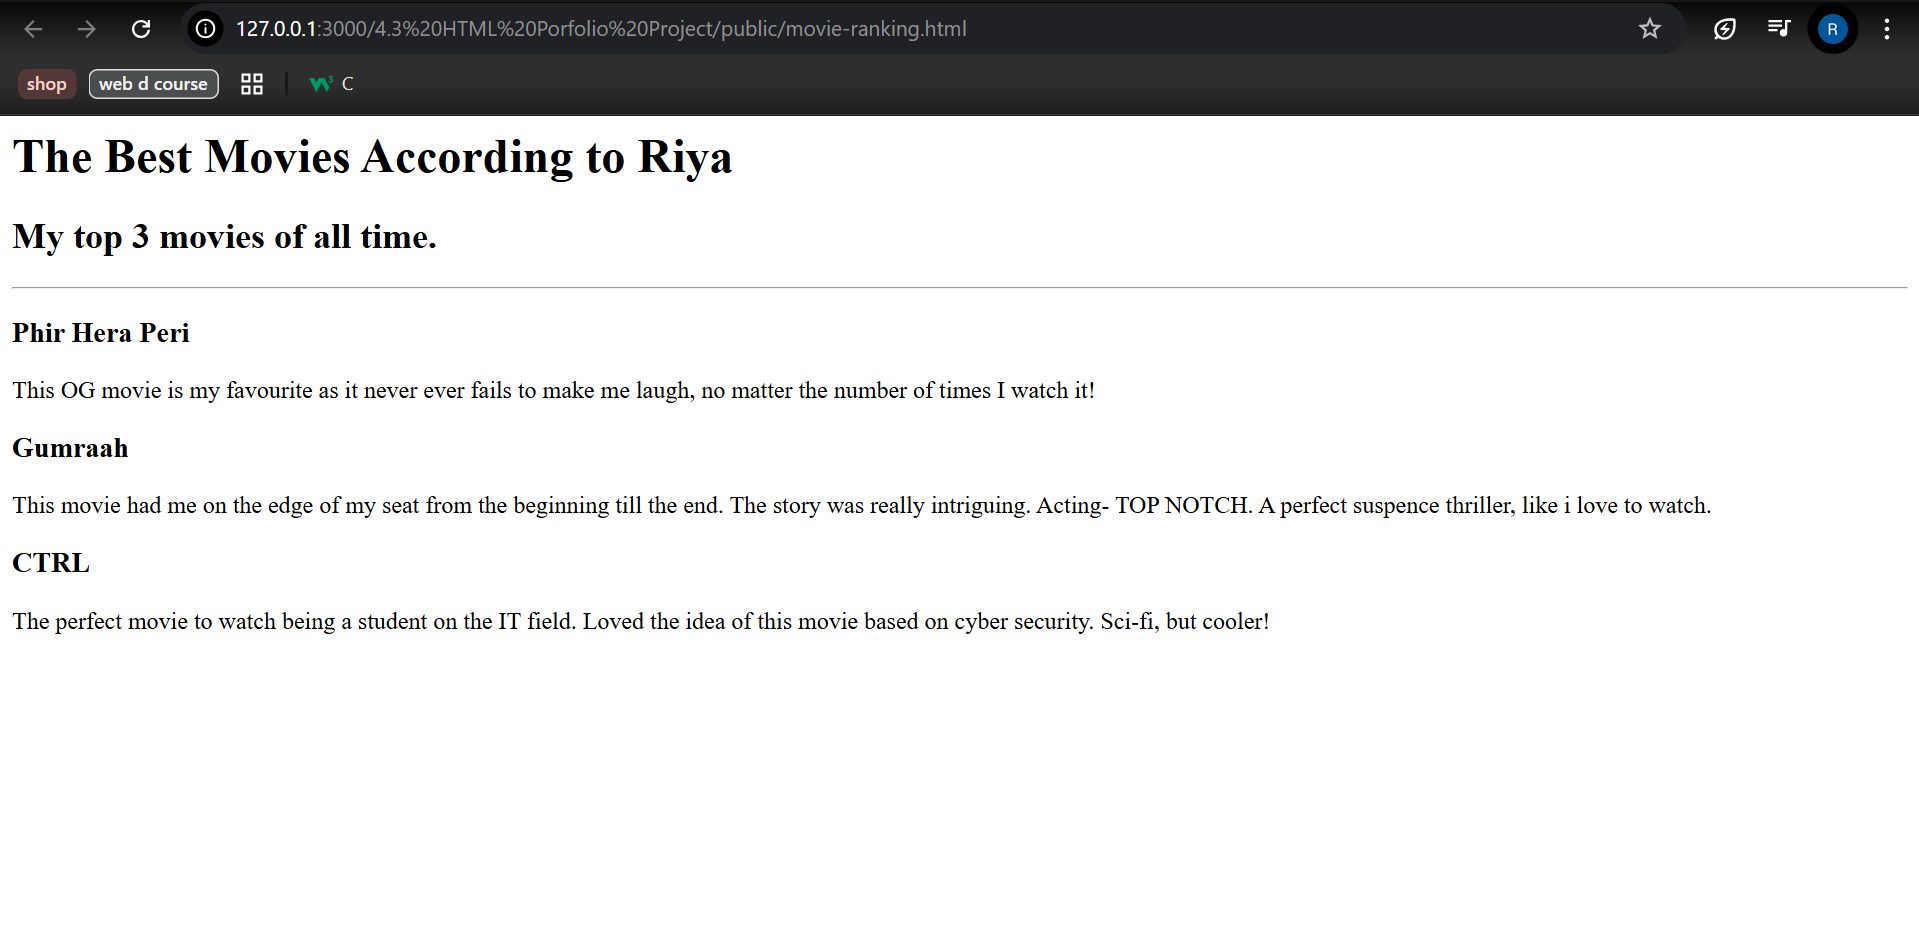 127.0.0.1:3000/4.3%20HTML%20Porfolio%20Project/public/movie-ranking.html
R
shop
web d course
W3 C
The Best Movies According to Riya
My top 3 movies of all time.
Phir Hera Peri
This OG movie is my favourite as it never ever fails to make me laugh, no matter the number of times I watch it!
Gumraah
This movie had me on the edge of my seat from the beginning till the end. The story was really intriguing. Acting- TOP NOTCH. A perfect suspence thriller, like i love to watch.
CTRL
The perfect movie to watch being a student on the IT field. Loved the idea of this movie based on cyber security. Sci-fi, but cooler!